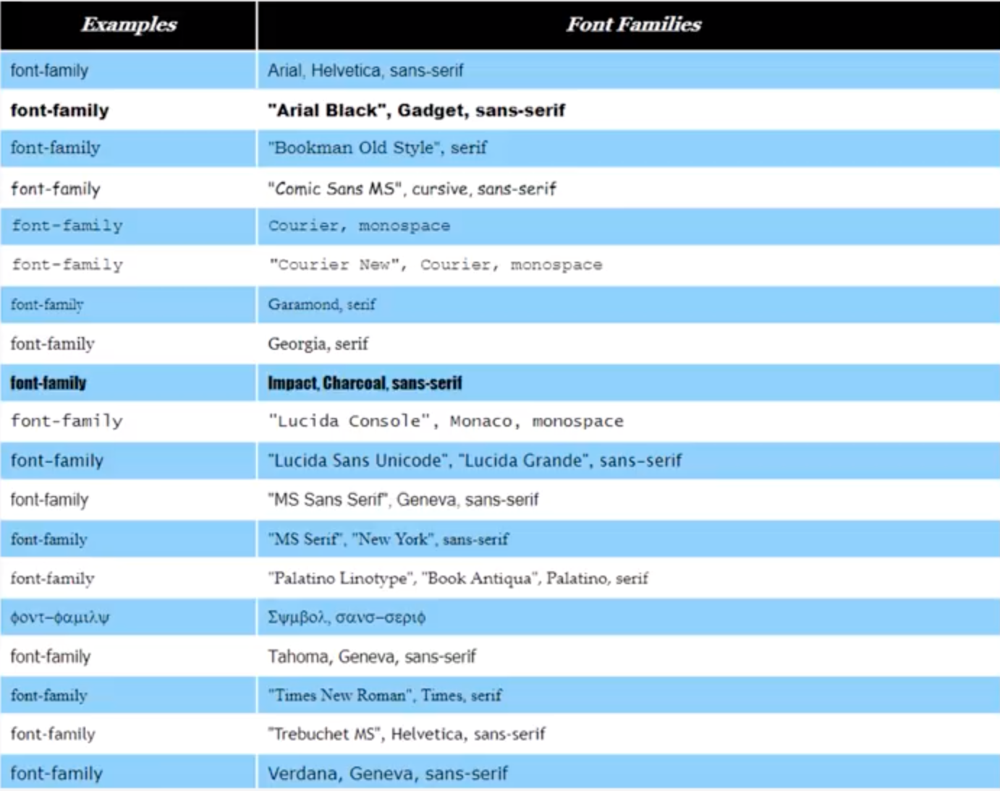 Examples Font Families
font-family Arial, Helvetica, sans-serif
font-family "Arial Black", Gadget, sans-serif
font-family "Bookman Old Style", serif
font-family "Comic Sans MS", cursive, sans-serif
font-family Courier, monospace
font-family "Courier New", Courier, monospace
font-family Garamond, serif
font-family Georgia, serif
font-family Impact, Charcoal, sans-serif
font-family "Lucida Console", Monaco, monospace
font-family "Lucida Sans Unicode", "Lucida Grande", sans-serif
font-family "MS Sans Serif", Geneva, sans-serif
font-family "MS Serif", "New York", sans-serif
font-family "Palatino Linotype", "Book Antiqua", Palatino, serif
φοντ−φαμιλψ Σψμβολ, σανσ−σεριφ
font-family Tahoma, Geneva, sans-serif
font-family "Times New Roman", Times, serif
font-family "Trebuchet MS", Helvetica, sans-serif
font-family Verdana, Geneva, sans-serif